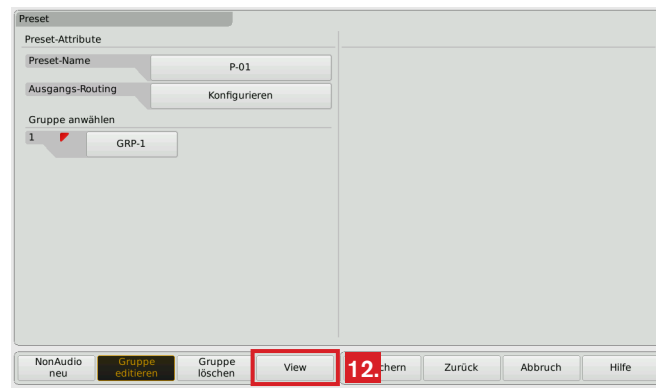 Preset
Preset-Attribute
Preset-Name
P-01
Ausgangs-Routing
Konfigurieren
Gruppe anwählen
1
GRP-1
NonAudio
neu
Gruppe
editieren
Gruppe
löschen
View
12.
chern
Zurück
Abbruch
Hilfe